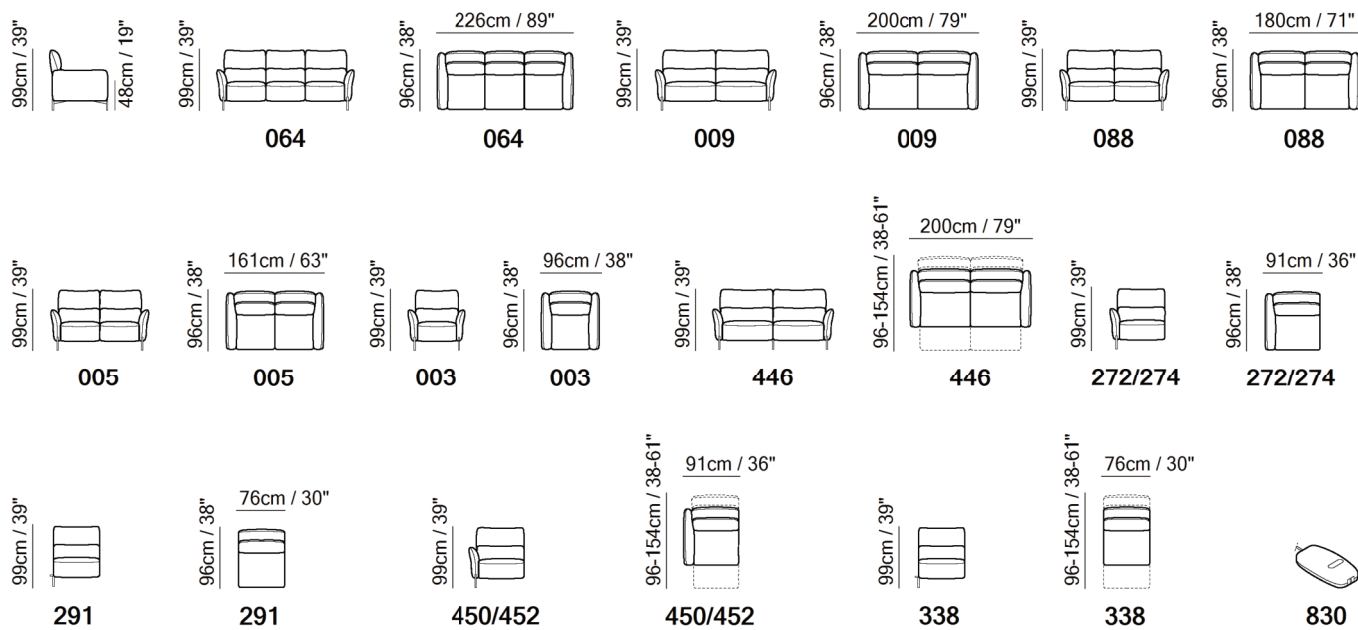 99cm / 39"
48cm / 19"
99cm / 39"
064
96cm / 38"
226cm / 89"
064
99cm / 39"
009
96cm / 38"
200cm / 79"
009
99cm / 39"
088
96cm / 38"
180cm / 71"
088
99cm / 39"
005
96cm / 38"
161cm / 63"
005
99cm / 39"
003
96cm / 38"
96cm / 38"
003
99cm / 39"
446
96-154cm / 38-61"
200cm / 79"
446
99cm / 39"
272/274
96cm / 38"
91cm / 36"
272/274
99cm / 39"
291
96cm / 38"
76cm / 30"
291
99cm / 39"
450/452
96-154cm / 38-61"
91cm / 36"
450/452
99cm / 39"
338
96-154cm / 38-61"
76cm / 30"
338
830